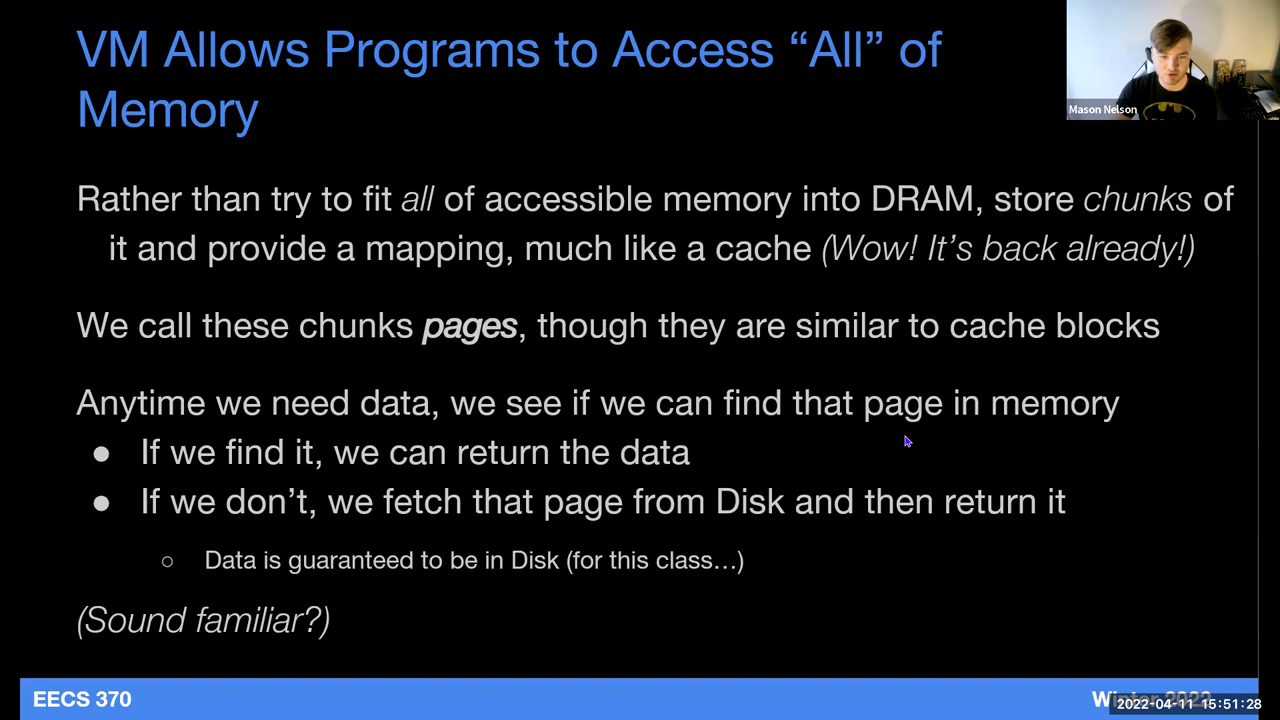 VM Allows Programs to Access “All” of
Memory
Mason Nelson
Rather than try to fit all of accessible memory into DRAM, store chunks of
it and provide a mapping, much like a cache (Wow! It’s back already!)
We call these chunks pages, though they are similar to cache blocks
Anytime we need data, we see if we can find that page in memory
● If we find it, we can return the data
● If we don’t, we fetch that page from Disk and then return it
○ Data is guaranteed to be in Disk (for this class…)
(Sound familiar?)
EECS 370
Winter 2022
2022-04-11 15:51:28